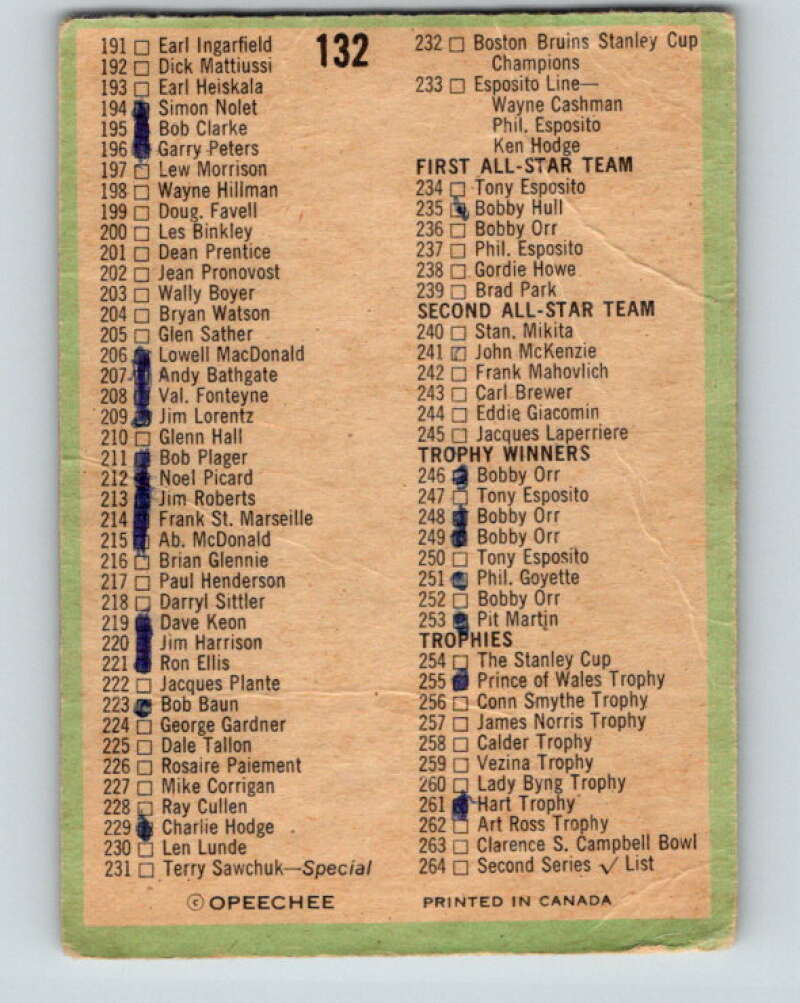 132
191 Earl Ingarfield
192 Dick Mattiussi
193 Earl Heiskala
194 Simon Nolet
195 Bob Clarke
196 Garry Peters
197 Lew Morrison
198 Wayne Hillman
199 Doug. Favell
200 Les Binkley
201 Dean Prentice
202 Jean Pronovost
203 Wally Boyer
204 Bryan Watson
205 Glen Sather
206 Lowell MacDonald
207 Andy Bathgate
208 Val. Fonteyne
209 Jim Lorentz
210 Glenn Hall
211 Bob Plager
212 Noel Picard
213 Jim Roberts
214 Frank St. Marseille
215 Ab. McDonald
216 Brian Glennie
217 Paul Henderson
218 Darryl Sittler
219 Dave Keon
220 Jim Harrison
221 Ron Ellis
222 Jacques Plante
223 Bob Baun
224 George Gardner
225 Dale Tallon
226 Rosaire Paiement
227 Mike Corrigan
228 Ray Cullen
229 Charlie Hodge
230 Len Lunde
231 Terry Sawchuk—Special
232 Boston Bruins Stanley Cup
Champions
233 Esposito Line—
Wayne Cashman
Phil. Esposito
Ken Hodge
FIRST ALL-STAR TEAM
234 Tony Esposito
235 Bobby Hull
236 Bobby Orr
237 Phil. Esposito
238 Gordie Howe
239 Brad Park
SECOND ALL-STAR TEAM
240 Stan. Mikita
241 John McKenzie
242 Frank Mahovlich
243 Carl Brewer
244 Eddie Giacomin
245 Jacques Laperriere
TROPHY WINNERS
246 Bobby Orr
247 Tony Esposito
248 Bobby Orr
249 Bobby Orr
250 Tony Esposito
251 Phil. Goyette
252 Bobby Orr
253 Pit Martin
TROPHIES
254 The Stanley Cup
255 Prince of Wales Trophy
256 Conn Smythe Trophy
257 James Norris Trophy
258 Calder Trophy
259 Vezina Trophy
260 Lady Byng Trophy
261 Hart Trophy
262 Art Ross Trophy
263 Clarence S. Campbell Bowl
264 Second Series ✓ List
© OPEECHEE
PRINTED IN CANADA